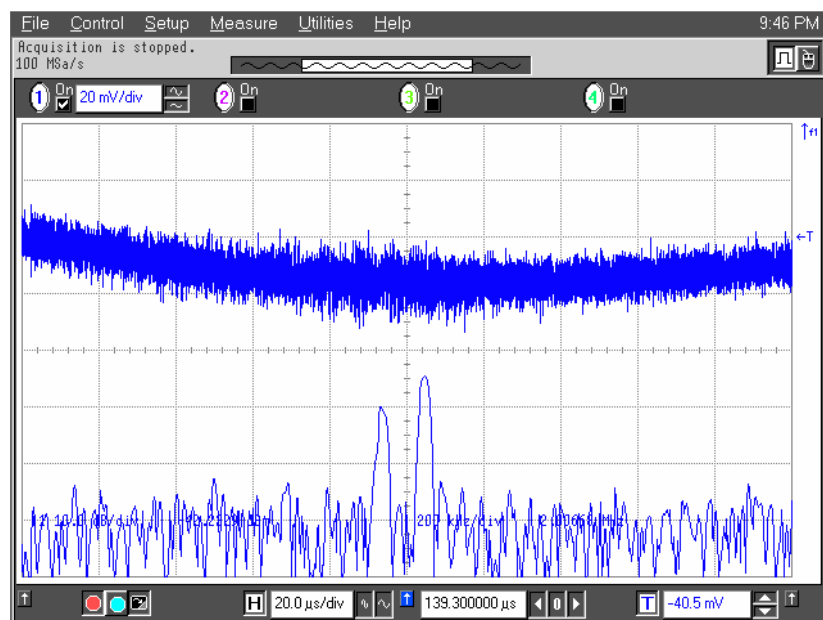 File Control Setup Measure Utilities Help 9:46 PM
Acquisition is stopped.
100 MSa/s
1 On 20 mV/div 2 On 3 On 4 On
f1
T
200 kHz/div
H 20.0 µs/div 139.300000 µs 0 T -40.5 mV